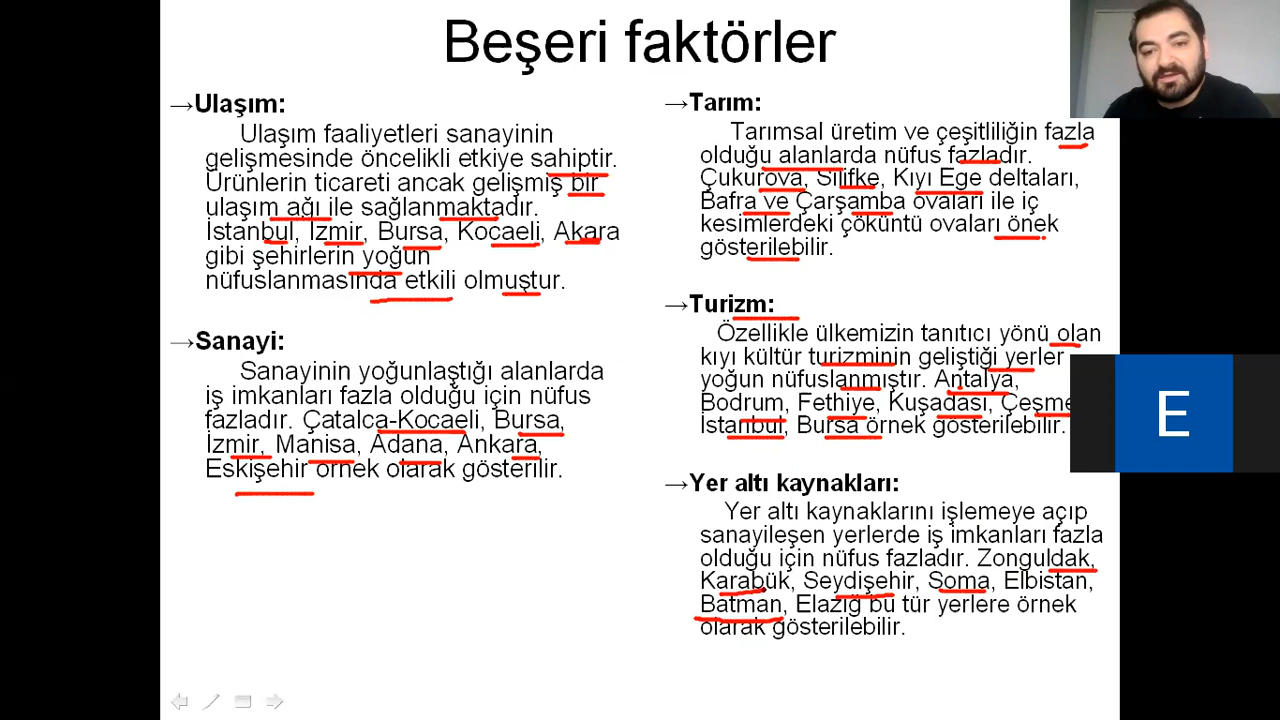 Beşeri faktörler
→Ulaşım:
Ulaşım faaliyetleri sanayinin
gelişmesinde öncelikli etkiye sahiptir.
Ürünlerin ticareti ancak gelişmiş bir
ulaşım ağı ile sağlanmaktadır.
İstanbul, İzmir, Bursa, Kocaeli, Akara
gibi şehirlerin yoğun
nüfuslanmasında etkili olmuştur.
→Sanayi:
Sanayinin yoğunlaştığı alanlarda
iş imkanları fazla olduğu için nüfus
fazladır. Çatalca-Kocaeli, Bursa,
İzmir, Manisa, Adana, Ankara,
Eskişehir örnek olarak gösterilir.
→Tarım:
Tarımsal üretim ve çeşitliliğin fazla
olduğu alanlarda nüfus fazladır.
Çukurova, Silifke, Kıyı Ege deltaları,
Bafra ve Çarşamba ovaları ile iç
kesimlerdeki çöküntü ovaları önek
gösterilebilir.
→Turizm:
Özellikle ülkemizin tanıtıcı yönü olan
kıyı kültür turizminin geliştiği yerler
yoğun nüfuslanmıştır. Antalya,
Bodrum, Fethiye, Kuşadası, Çeşme
İstanbul, Bursa örnek gösterilebilir.
→Yer altı kaynakları:
Yer altı kaynaklarını işlemeye açıp
sanayileşen yerlerde iş imkanları fazla
olduğu için nüfus fazladır. Zonguldak,
Karabük, Seydişehir, Soma, Elbistan,
Batman, Elazığ bu tür yerlere örnek
olarak gösterilebilir.
E